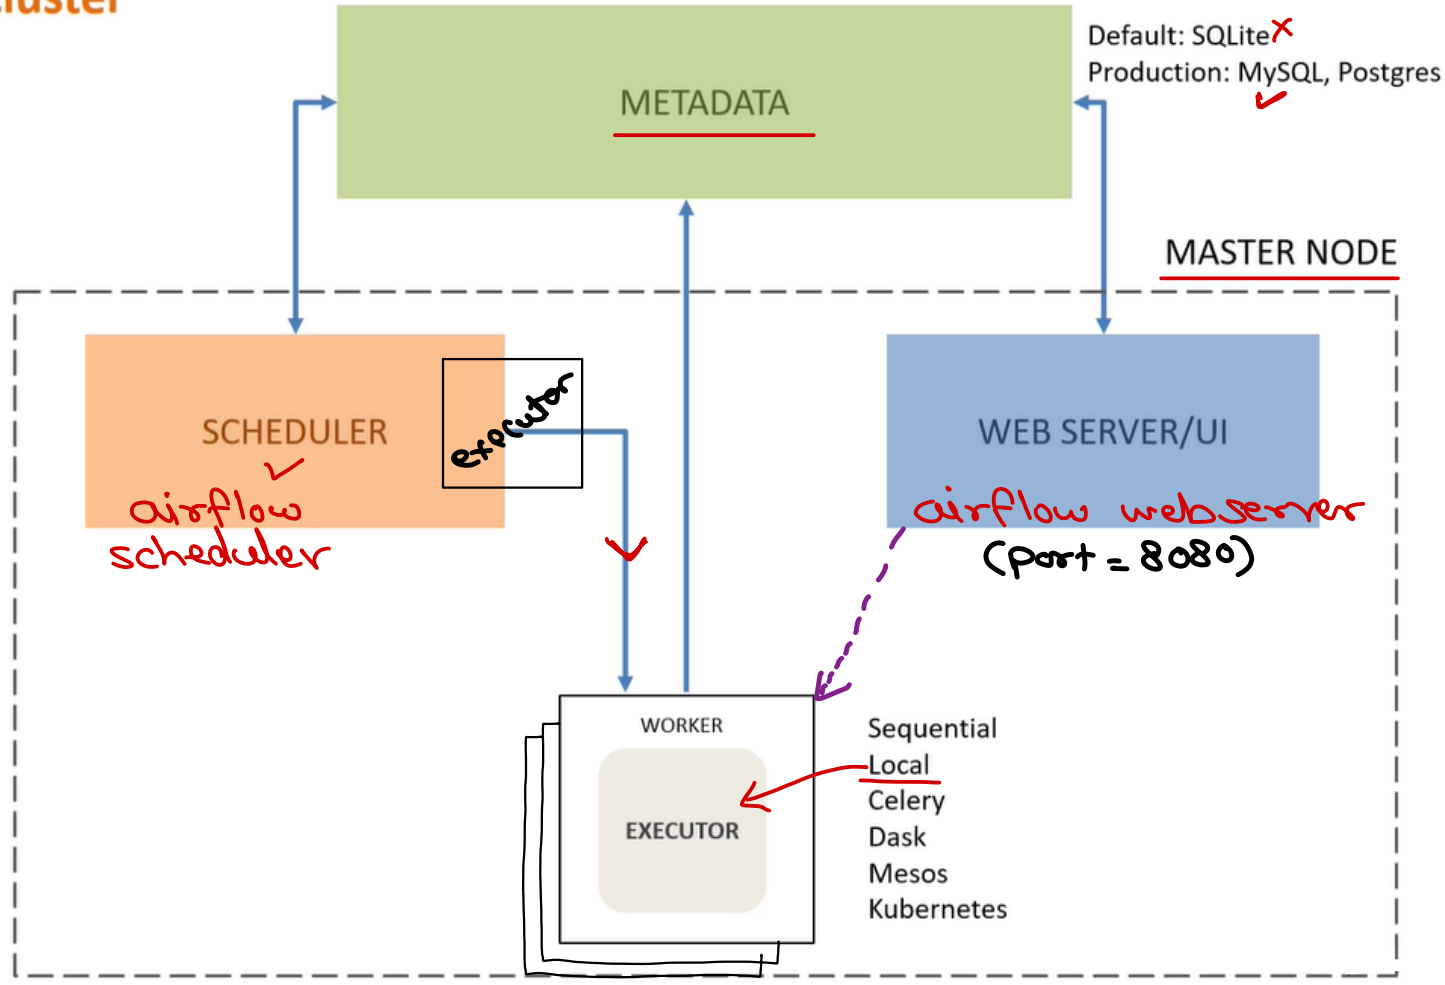 METADATA
Default: SQLite
Production: MySQL, Postgres
MASTER NODE
SCHEDULER
airflow
scheduler
executor
WEB SERVER/UI
airflow webserver
(port = 8080)
WORKER
EXECUTOR
Sequential
Local
Celery
Dask
Mesos
Kubernetes